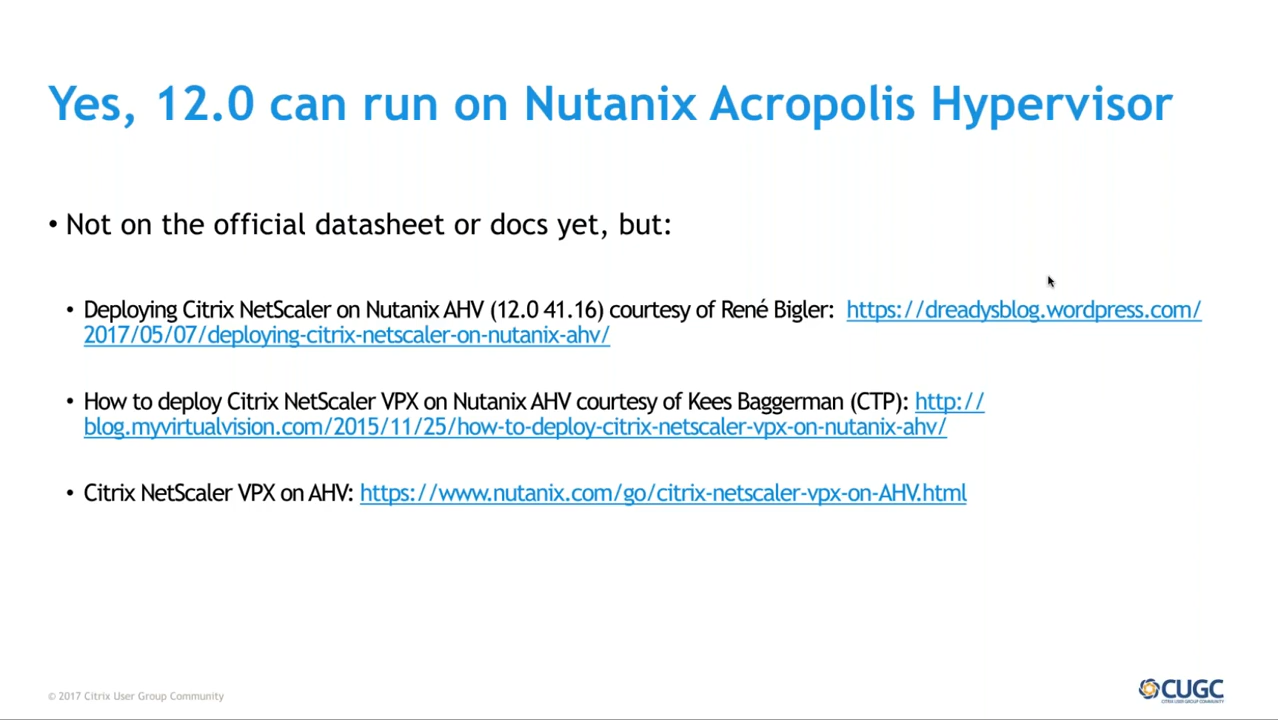 Yes, 12.0 can run on Nutanix Acropolis Hypervisor
• Not on the official datasheet or docs yet, but:
• Deploying Citrix NetScaler on Nutanix AHV (12.0 41.16) courtesy of René Bigler: https://dreadysblog.wordpress.com/
2017/05/07/deploying-citrix-netscaler-on-nutanix-ahv/
• How to deploy Citrix NetScaler VPX on Nutanix AHV courtesy of Kees Baggerman (CTP): http://
blog.myvirtualvision.com/2015/11/25/how-to-deploy-citrix-netscaler-vpx-on-nutanix-ahv/
• Citrix NetScaler VPX on AHV: https://www.nutanix.com/go/citrix-netscaler-vpx-on-AHV.html
© 2017 Citrix User Group Community
CUGC
CITRIX USER GROUP COMMUNITY